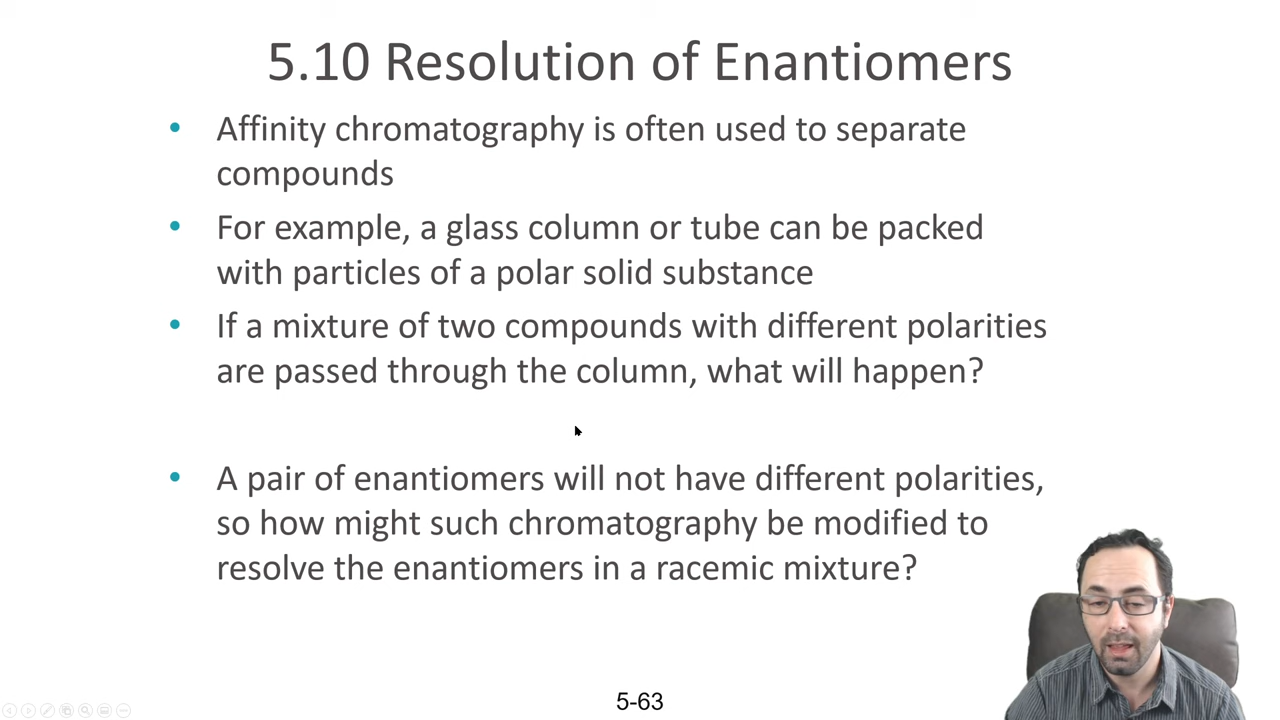 5.10 Resolution of Enantiomers
• Affinity chromatography is often used to separate
compounds
• For example, a glass column or tube can be packed
with particles of a polar solid substance
• If a mixture of two compounds with different polarities
are passed through the column, what will happen?
• A pair of enantiomers will not have different polarities,
so how might such chromatography be modified to
resolve the enantiomers in a racemic mixture?
5-63